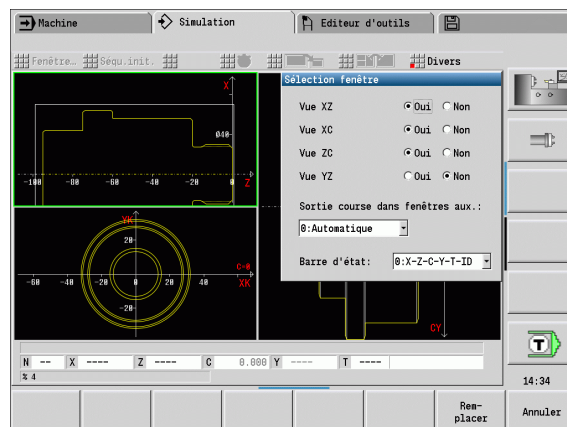 Machine Simulation Editeur d'outils
Fenêtre… Séqu.init. Divers
Sélection fenêtre
Vue XZ Oui Non
Vue XC Oui Non
Vue ZC Oui Non
Vue YZ Oui Non
Sortie course dans fenêtres aux.:
0:Automatique
Barre d'état: 0:X-Z-C-Y-T-ID
X
Ø40
-100 -80 -60 -40 -20 0 Z
YK
20
C-0
-60 -40 -20 20 40 XK
-20
CY
N -- X ---- Z ---- C 0.000 Y ---- T ----
% 4
T
14:34
Rem-
placer
Annuler